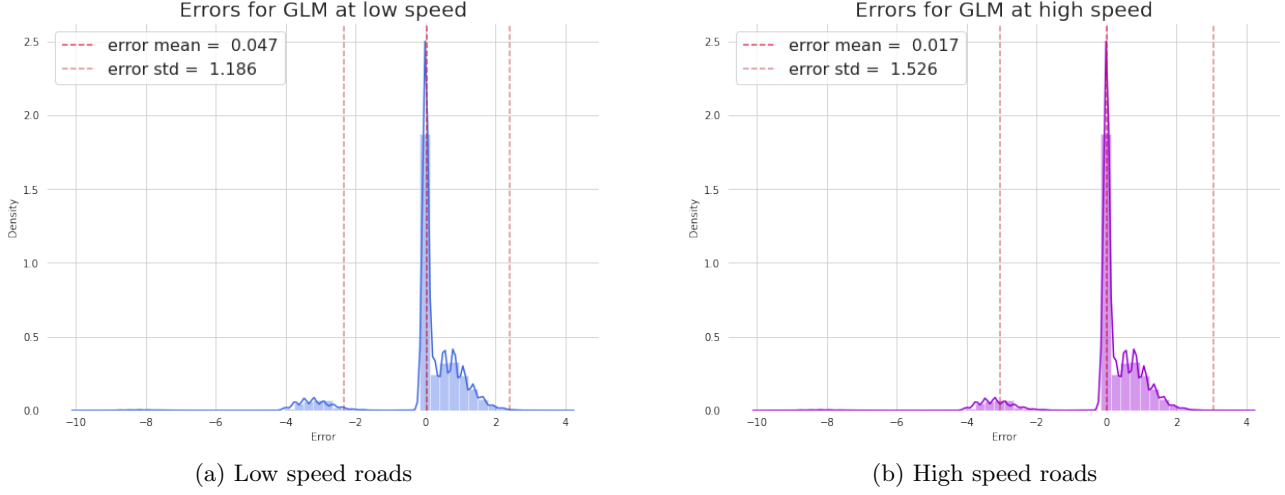 Errors for GLM at low speed
error mean = 0.047
error std = 1.186
2.5
2.0
1.5
1.0
0.5
0.0
Density
−10 −8 −6 −4 −2 0 2 4
Error
(a) Low speed roads
Errors for GLM at high speed
error mean = 0.017
error std = 1.526
2.5
2.0
1.5
1.0
0.5
0.0
Density
−10 −8 −6 −4 −2 0 2 4
Error
(b) High speed roads